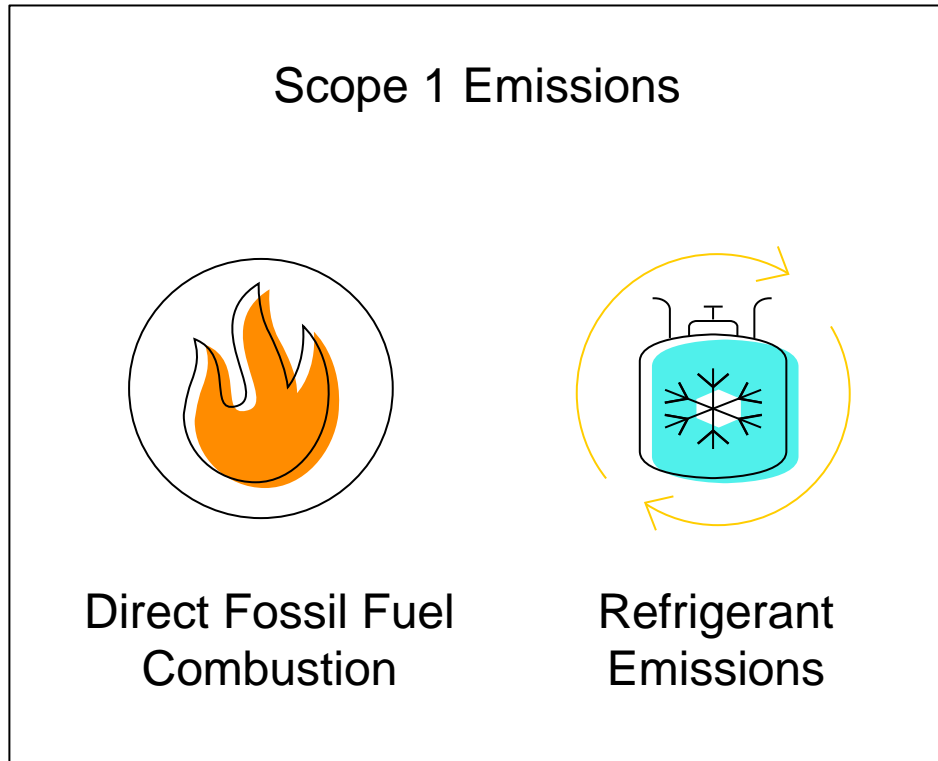 Scope 1 Emissions
Direct Fossil Fuel
Combustion
Refrigerant
Emissions